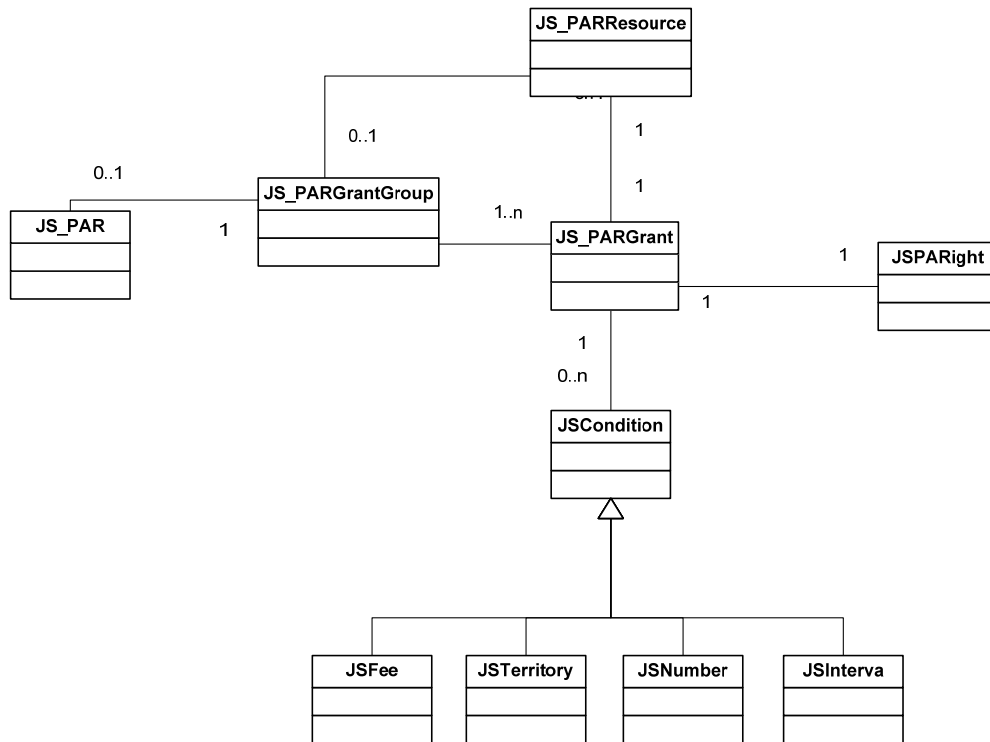 JS_PARResource
0..1
1
0..1
JS_PARGrantGroup
1
1..n
JS_PAR
1
JS_PARGrant
1
JSPARight
1
1
0..n
JSCondition
JSFee
JSTerritory
JSNumber
JSInterva